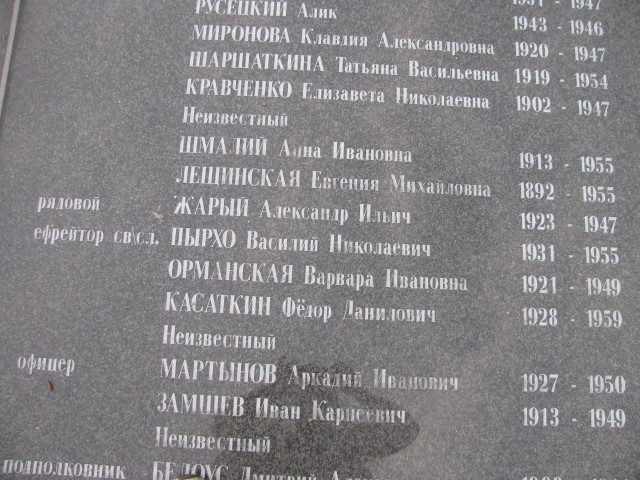 РУСЕЦКИЙ Алик 1943 - 1946
МИРОНОВА Клавдия Александровна 1920 - 1947
ШАРШАТКИНА Татьяна Васильевна 1919 - 1954
КРАВЧЕНКО Елизавета Николаевна 1902 - 1947
Неизвестный
ШМАЛИЙ Анна Ивановна 1913 - 1955
ЛЕЩИНСКАЯ Евгения Михайловна 1892 - 1955
рядовой ЖАРЫЙ Александр Ильич 1923 - 1947
ефрейтор св\сл. ПЫРХО Василий Николаевич 1931 - 1955
ОРМАНСКАЯ Варвара Ивановна 1921 - 1949
КАСАТКИН Фёдор Данилович 1928 - 1959
Неизвестный
офицер МАРТЫНОВ Аркадий Иванович 1927 - 1950
ЗАМШЕВ Иван Карпеевич 1913 - 1949
Неизвестный
подполковник БЕЛОУС Дмитрий